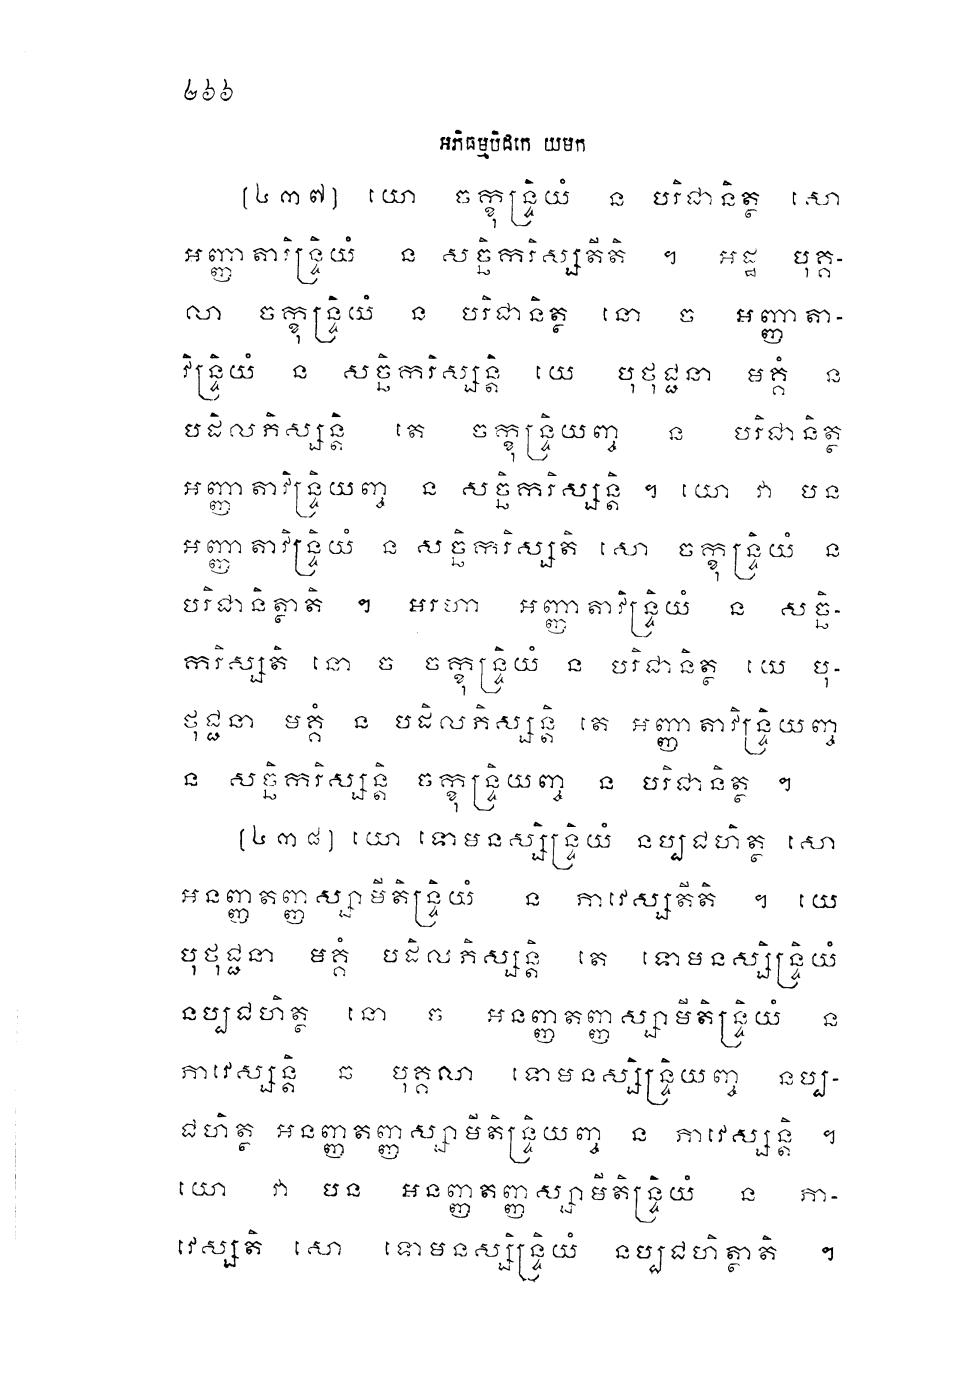 ៤៦៦
អភិធម្មបិដកេ យមក
(៤៣៧) យោ ចក្ខុន្ទ្រិយំ ន បរិជានិត្ថ សោ
អញ្ញាតាវិន្ទ្រិយំ ន សច្ឆិករិស្សតីតិ ។ អដ្ឋ បុគ្គ-
លា ចក្ខុន្ទ្រិយំ ន បរិជានិត្ថ នោ ច អញ្ញាតា-
វិន្ទ្រិយំ ន សច្ឆិករិស្សន្តិ យេ បុថុជ្ជនា មគ្គំ ន
បដិលភិស្សន្តិ តេ ចក្ខុន្ទ្រិយញ្ច ន បរិជានិត្ថ
អញ្ញាតាវិន្ទ្រិយញ្ច ន សច្ឆិករិស្សន្តិ ។ យោ វា បន
អញ្ញាតាវិន្ទ្រិយំ ន សច្ឆិករិស្សតិ សោ ចក្ខុន្ទ្រិយំ ន
បរិជានិត្ថាតិ ។ អរហា អញ្ញាតាវិន្ទ្រិយំ ន សច្ឆិ-
ករិស្សតិ នោ ច ចក្ខុន្ទ្រិយំ ន បរិជានិត្ថ យេ បុ-
ថុជ្ជនា មគ្គំ ន បដិលភិស្សន្តិ តេ អញ្ញាតាវិន្ទ្រិយញ្ច
ន សច្ឆិករិស្សន្តិ ចក្ខុន្ទ្រិយញ្ច ន បរិជានិត្ថ ។
(៤៣៨) យោ ទោមនស្សិន្ទ្រិយំ នប្បជហិត្ថ សោ
អនញ្ញតញ្ញស្សាមីតិន្ទ្រិយំ ន ភាវេស្សតីតិ ។ យេ
បុថុជ្ជនា មគ្គំ បដិលភិស្សន្តិ តេ ទោមនស្សិន្ទ្រិយំ
នប្បជហិត្ថ នោ ច អនញ្ញតញ្ញស្សាមីតិន្ទ្រិយំ ន
ភាវេស្សន្តិ ឆ បុគ្គលា ទោមនស្សិន្ទ្រិយញ្ច នប្ប-
ជហិត្ថ អនញ្ញតញ្ញស្សាមីតិន្ទ្រិយញ្ច ន ភាវេស្សន្តិ ។
យោ វា បន អនញ្ញតញ្ញស្សាមីតិន្ទ្រិយំ ន ភា-
វេស្សតិ សោ ទោមនស្សិន្ទ្រិយំ នប្បជហិត្ថាតិ ។